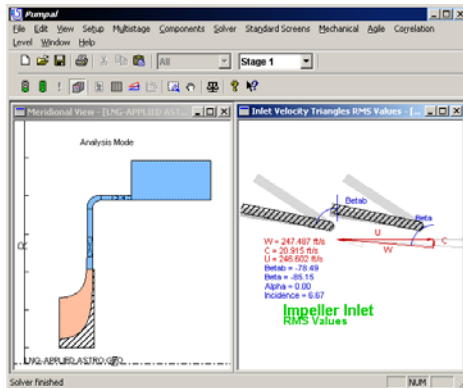 Pumpal
File Edit View Setup Multistage Components Solver Standard Screens Mechanical Agile Correlation
Level Window Help
All
Stage 1
Meridional View - [LNG-APPLIED ASTRO.
Inlet Velocity Triangles RMS Values - [...
Analysis Mode
R
Betab
Beta
U
C
W
W = 247.487 ft/s
C = 20.915 ft/s
U = 246.602 ft/s
Betab = -78.49
Beta = -85.15
Alpha = 0.00
Incidence = 6.67
Impeller Inlet
RMS Values
Solver finished
NUM